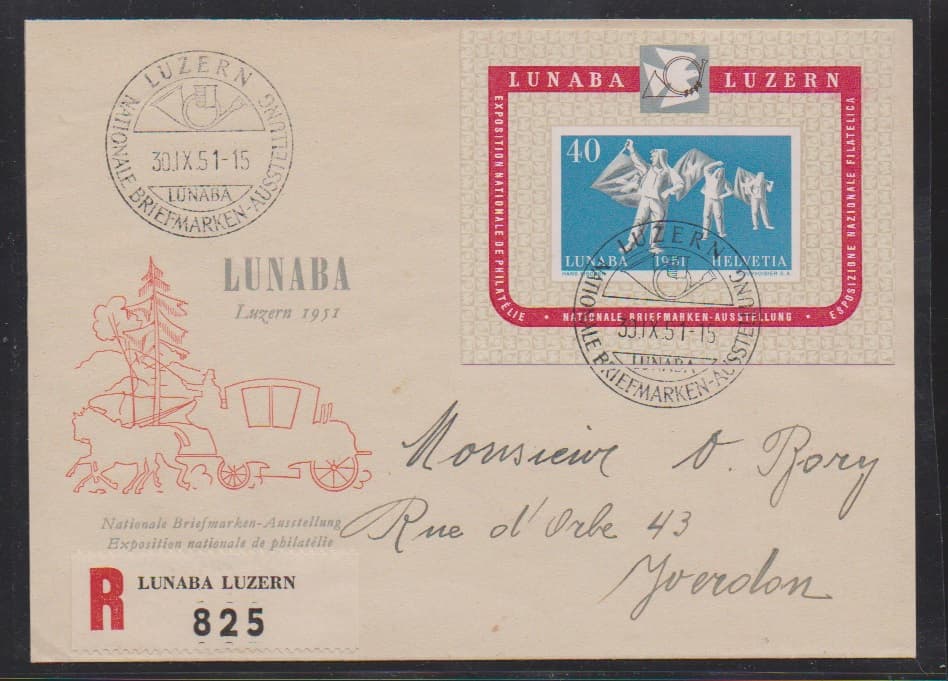 LUZERN
NATIONALE BRIEFMARKEN-AUSSTELLUNG
30.IX.51-15
LUNABA
LUNABA LUZERN
EXPOSITION NATIONALE DE PHILATÉLIE • NATIONALE BRIEFMARKEN-AUSSTELLUNG • ESPOSIZIONE NAZIONALE FILATELICA
40
LUNABA 1951 HELVETIA
HANS
LUZERN
NATIONALE BRIEFMARKEN-AUSSTELLUNG
30.IX.51-15
LUNABA
LUNABA
Luzern 1951
Nationale Briefmarken-Ausstellung
Exposition nationale de philatélie
Monsieur
Rue d'Orbe 43
Yverdon
R LUNABA LUZERN
825